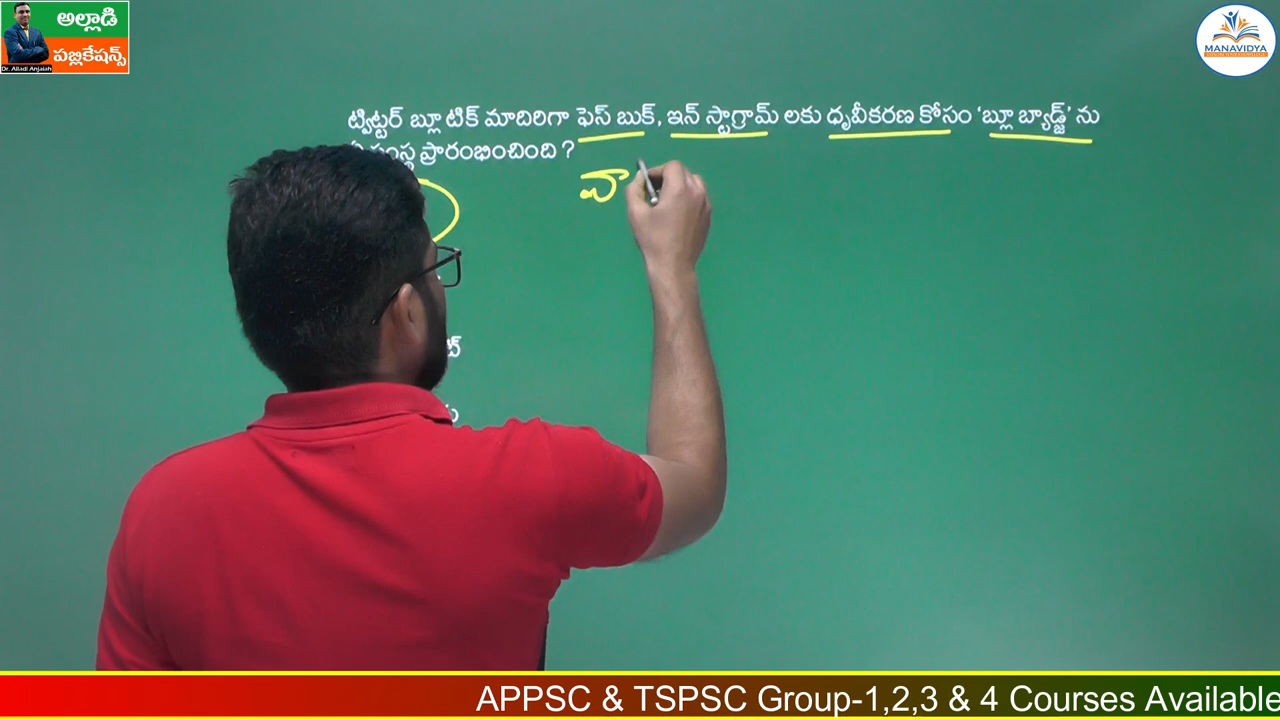 అల్లాడి
పబ్లికేషన్స్
Dr. Alladi Anjaiah
MANAVIDYA
ట్విట్టర్ బ్లూ టిక్ మాదిరిగా ఫెస్ బుక్, ఇన్ స్టాగ్రామ్ లకు ధృవీకరణ కోసం 'బ్లూ బ్యాడ్జ్' ను
సంస్థ ప్రారంభించింది ?
వా
APPSC & TSPSC Group-1,2,3 & 4 Courses Available